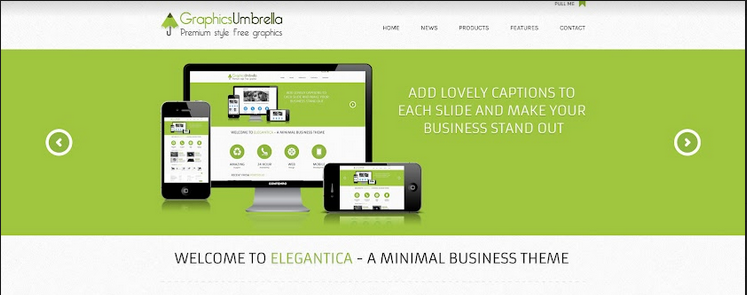 PULL ME
GraphicsUmbrella
Premium style Free graphics
HOME NEWS PRODUCTS FEATURES CONTACT US
ADD LOVELY CAPTIONS TO
EACH SLIDE AND MAKE YOUR
BUSINESS STAND OUT
WELCOME TO ELEGANTICA - A MINIMAL BUSINESS THEME